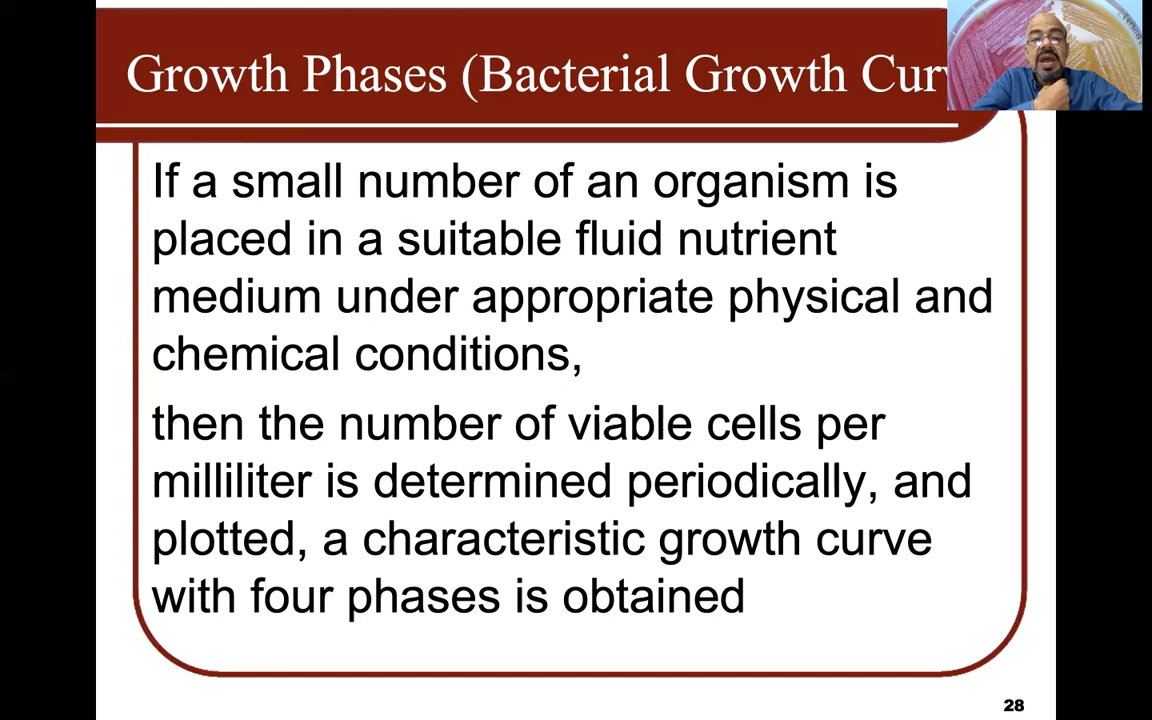 Growth Phases (Bacterial Growth
If a small number of an organism is
placed in a suitable fluid nutrient
medium under appropriate physical and
chemical conditions,
then the number of viable cells per
milliliter is determined periodically, and
plotted, a characteristic growth curve
with four phases is obtained
28